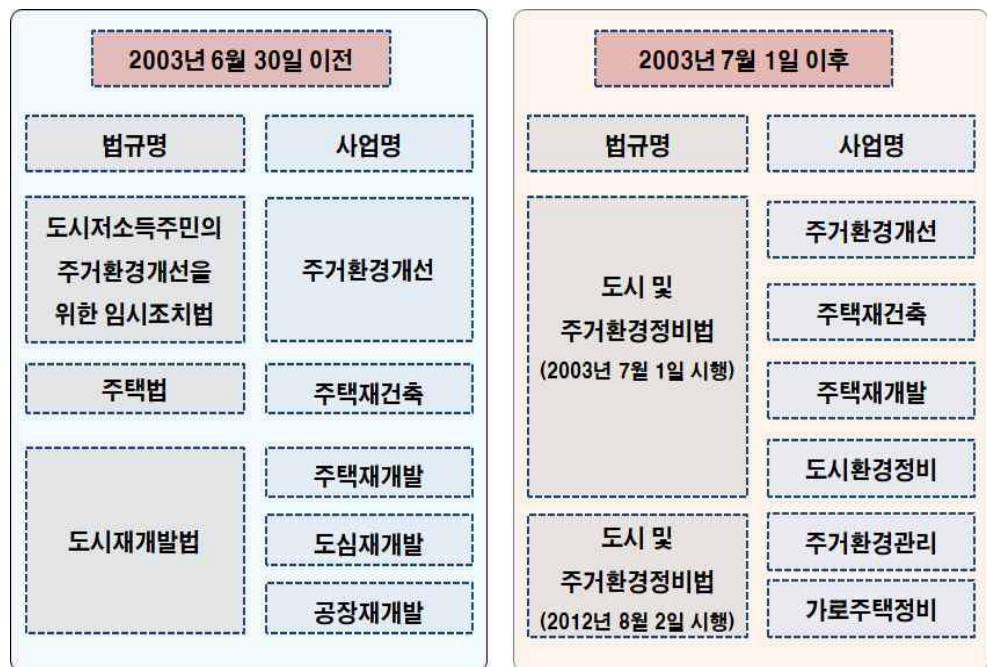 2003년 6월 30일 이전
법규명
사업명
도시저소득주민의
주거환경개선을
위한 임시조치법
주거환경개선
주택법
주택재건축
도시재개발법
주택재개발
도심재개발
공장재개발
2003년 7월 1일 이후
법규명
사업명
도시 및
주거환경정비법
(2003년 7월 1일 시행)
주거환경개선
주택재건축
주택재개발
도시환경정비
도시 및
주거환경정비법
(2012년 8월 2일 시행)
주거환경관리
가로주택정비